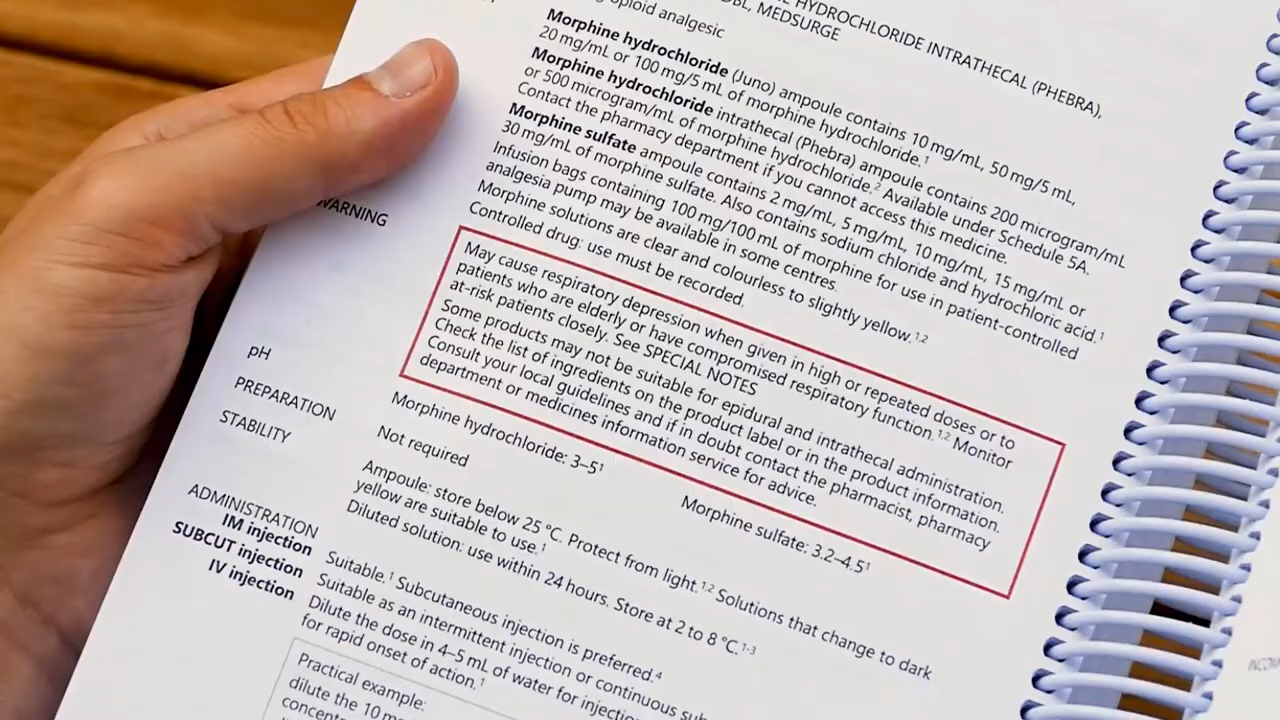 HYDROCHLORIDE INTRATHECAL (PHEBRA),
DBL, MEDSURGE
opioid analgesic
Morphine hydrochloride (Juno) ampoule contains 10 mg/mL, 50 mg/5 mL,
20 mg/mL or 100 mg/5 mL of morphine hydrochloride.1
Morphine hydrochloride intrathecal (Phebra) ampoule contains 200 microgram/mL
or 500 microgram/mL of morphine hydrochloride.2 Available under Schedule 5A.
Contact the pharmacy department if you cannot access this medicine.
Morphine sulfate ampoule contains 2 mg/mL, 5 mg/mL, 10 mg/mL, 15 mg/mL or
30 mg/mL of morphine sulfate. Also contains sodium chloride and hydrochloric acid.1
Infusion bags containing 100 mg/100 mL of morphine for use in patient-controlled
analgesia pump may be available in some centres.
Morphine solutions are clear and colourless to slightly yellow.1,2
Controlled drug: use must be recorded.
WARNING
May cause respiratory depression when given in high or repeated doses or to
patients who are elderly or have compromised respiratory function.1,2 Monitor
at-risk patients closely. See SPECIAL NOTES
Some products may not be suitable for epidural and intrathecal administration.
Check the list of ingredients on the product label or in the product information.
Consult your local guidelines and if in doubt contact the pharmacist, pharmacy
department or medicines information service for advice.
pH
Morphine hydrochloride: 3–51 Morphine sulfate: 3.2–4.51
PREPARATION
Not required
STABILITY
Ampoule: store below 25 °C. Protect from light.1,2 Solutions that change to dark
yellow are suitable to use.1
Diluted solution: use within 24 hours. Store at 2 to 8 °C.1-3
ADMINISTRATION
IM injection
Suitable.1 Subcutaneous injection is preferred.4
SUBCUT injection
Suitable as an intermittent injection or continuous
IV injection
Dilute the dose in 4–5 mL of water for
for rapid onset of action.1
Practical example:
dilute the 10